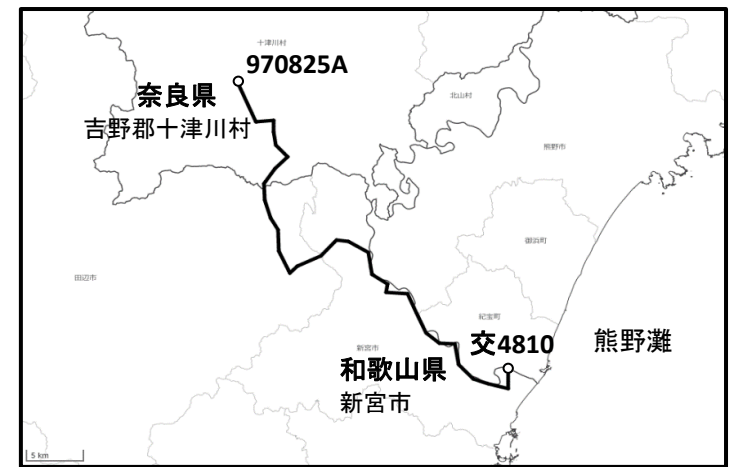 十津川村
970825A
奈良県
吉野郡十津川村
北山村
熊野市
御浜町
田辺市
紀宝町
新宮市
交4810
熊野灘
和歌山県
新宮市
5 km